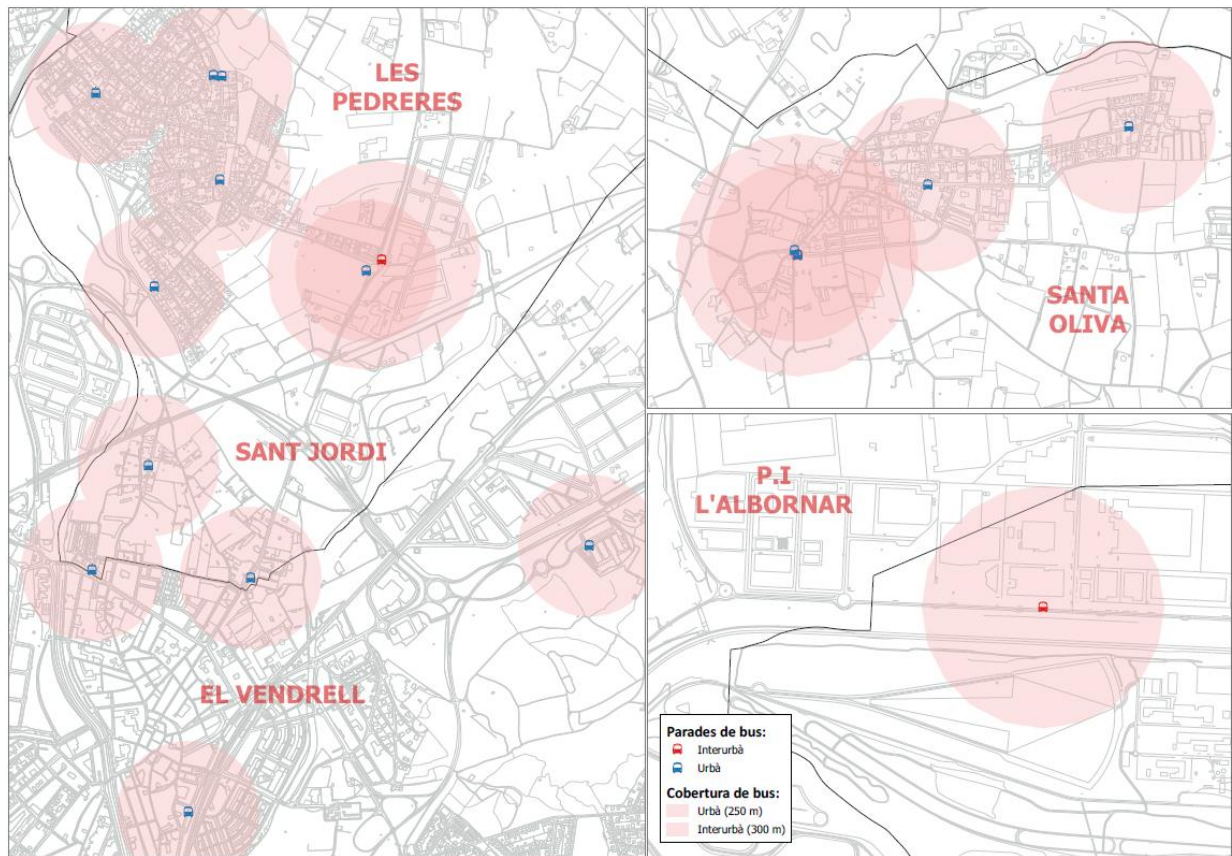 LES
PEDRERES
SANT JORDI
EL VENDRELL
SANTA
OLIVA
P.I
L'ALBORNAR
Parades de bus:
Interurbà
Urbà
Cobertura de bus:
Urbà (250 m)
Interurbà (300 m)